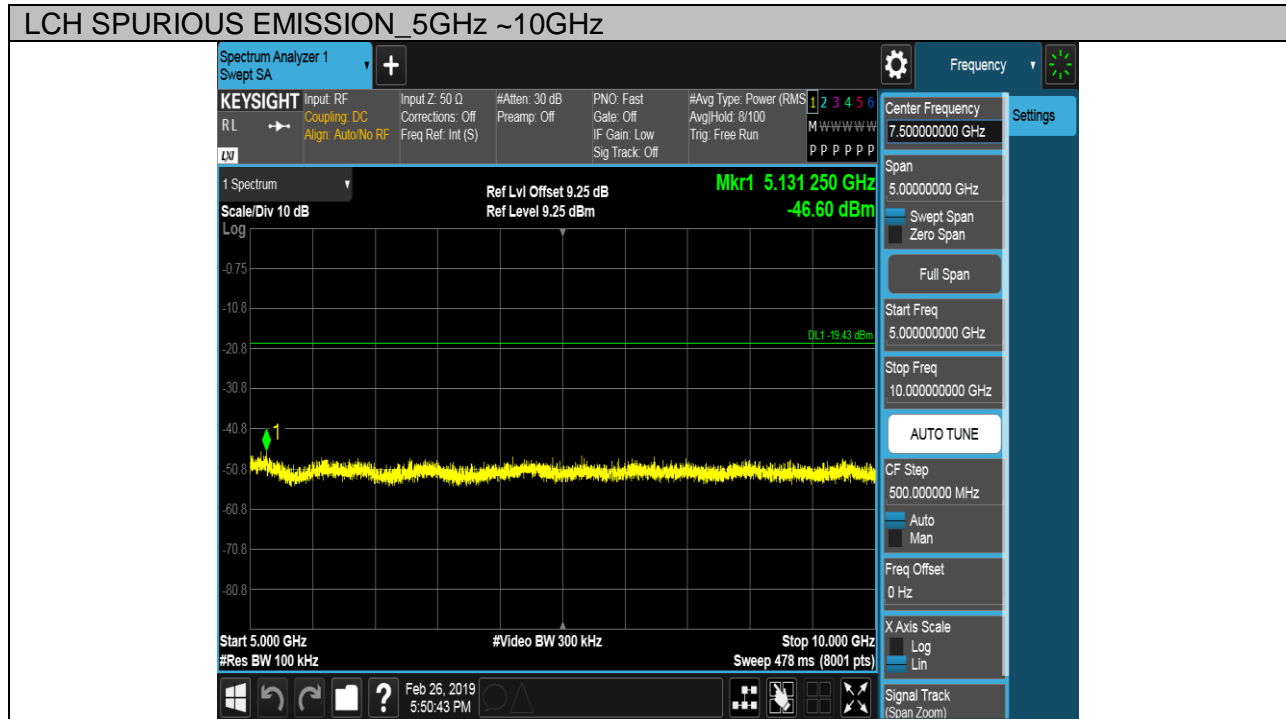 LCH SPURIOUS EMISSION_5GHz ~10GHz
Spectrum Analyzer 1
Swept SA
Frequency
KEYSIGHT
RL
LXI
Input: RF
Coupling: DC
Align: Auto/No RF
Input Z: 50 Ω
Corrections: Off
Freq Ref: Int (S)
#Atten: 30 dB
Preamp: Off
PNO: Fast
Gate: Off
IF Gain: Low
Sig Track: Off
#Avg Type: Power (RMS
Avg|Hold: 8/100
Trig: Free Run
1 2 3 4 5 6
M W W W W W
P P P P P P
1 Spectrum
Scale/Div 10 dB
Log
Ref Lvl Offset 9.25 dB
Ref Level 9.25 dBm
Mkr1 5.131 250 GHz
-46.60 dBm
-0.75
-10.8
DL1 -19.43 dBm
-20.8
-30.8
-40.8
1
-50.8
-60.8
-70.8
-80.8
Start 5.000 GHz
#Res BW 100 kHz
#Video BW 300 kHz
Stop 10.000 GHz
Sweep 478 ms (8001 pts)
Center Frequency
7.500000000 GHz
Settings
Span
5.00000000 GHz
Swept Span
Zero Span
Full Span
Start Freq
5.000000000 GHz
Stop Freq
10.000000000 GHz
AUTO TUNE
CF Step
500.000000 MHz
Auto
Man
Freq Offset
0 Hz
X Axis Scale
Log
Lin
Signal Track
(Span Zoom)
?
Feb 26, 2019
5:50:43 PM